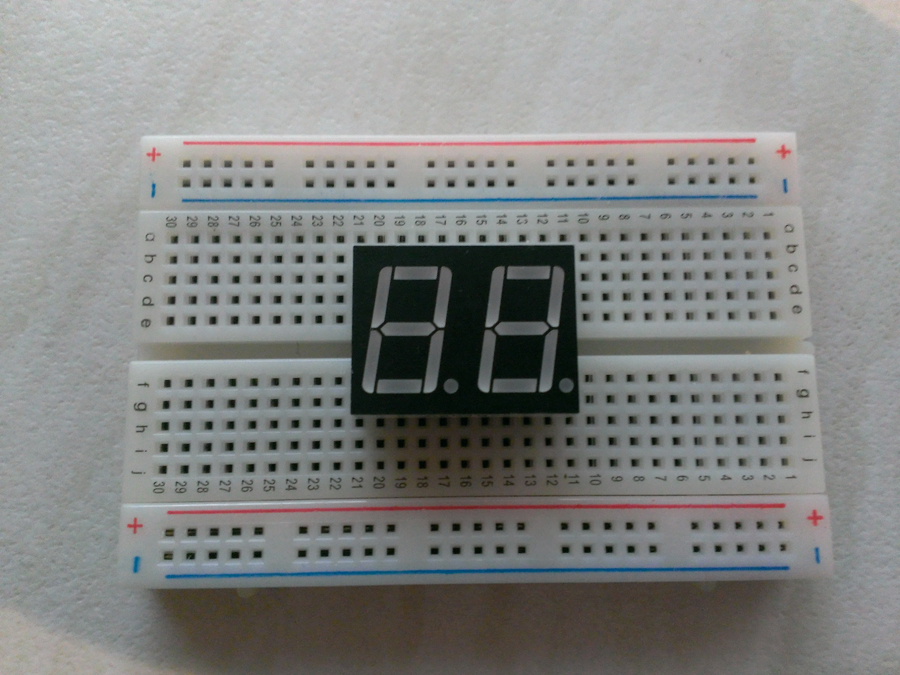 + +
- -
30 29 28 27 26 25 24 23 22 21 20 19 18 17 16 15 14 13 12 11 10 9 8 7 6 5 4 3 2 1
a a
b b
c c
d d
e e
8.8.
f f
g g
h h
i i
j j
30 29 28 27 26 25 24 23 22 21 20 19 18 17 16 15 14 13 12 11 10 9 8 7 6 5 4 3 2 1
+ +
- -